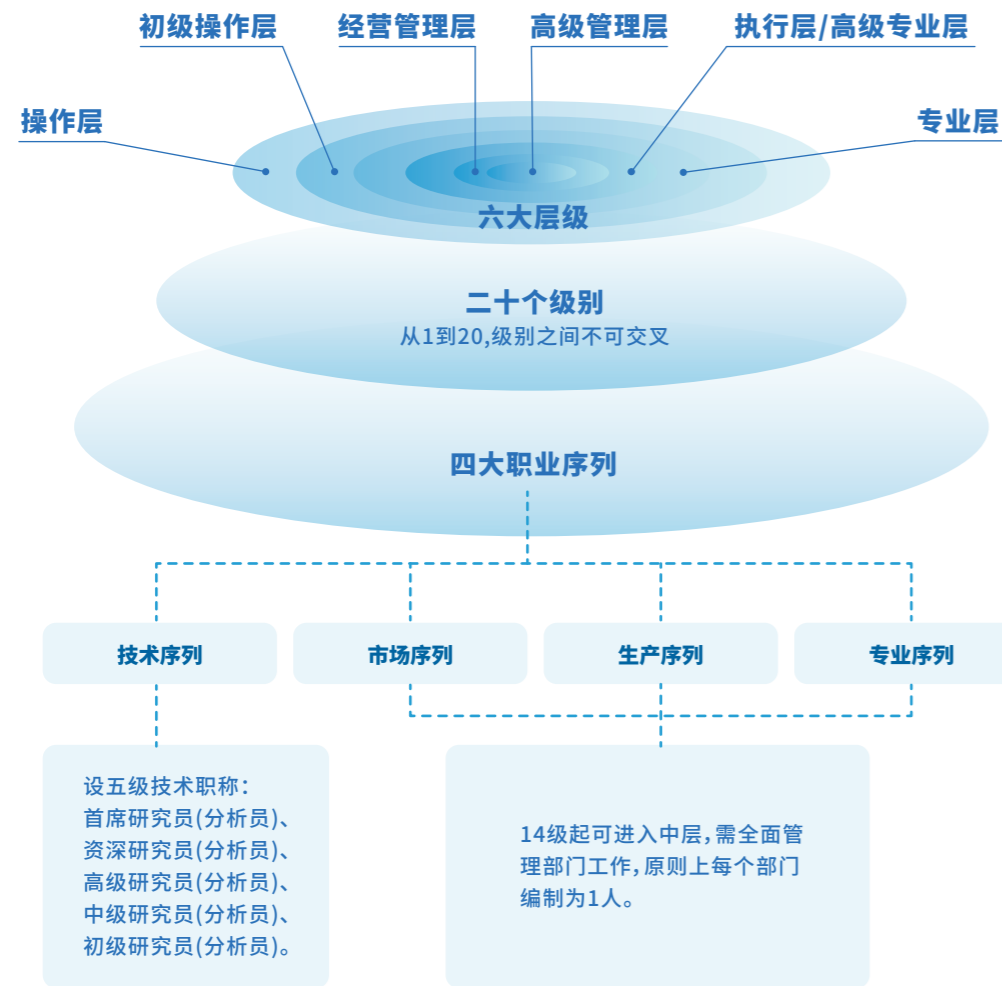 初级操作层
经营管理层
高级管理层
执行层/高级专业层
操作层
专业层
六大层级
二十个级别
从1到20,级别之间不可交叉
四大职业序列
技术序列
市场序列
生产序列
专业序列
设五级技术职称：
首席研究员(分析员)、
资深研究员(分析员)、
高级研究员(分析员)、
中级研究员(分析员)、
初级研究员(分析员)。
14级起可进入中层，需全面管
理部门工作，原则上每个部门
编制为1人。